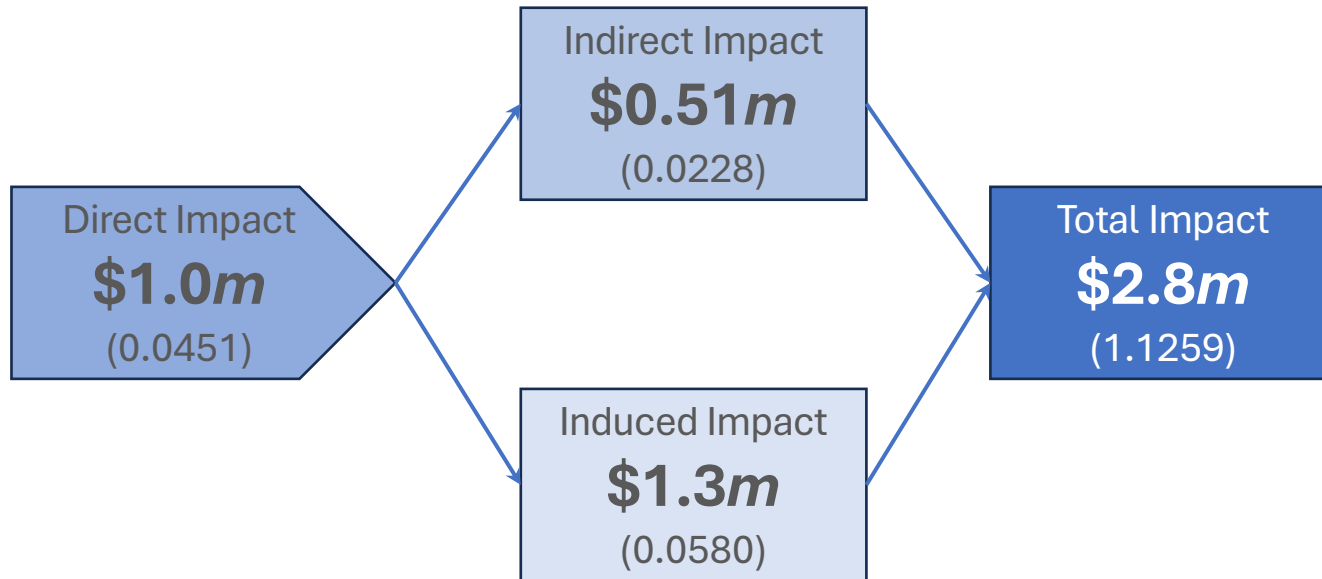 Direct Impact
$1.0m
(0.0451)
Indirect Impact
$0.51m
(0.0228)
Induced Impact
$1.3m
(0.0580)
Total Impact
$2.8m
(1.1259)